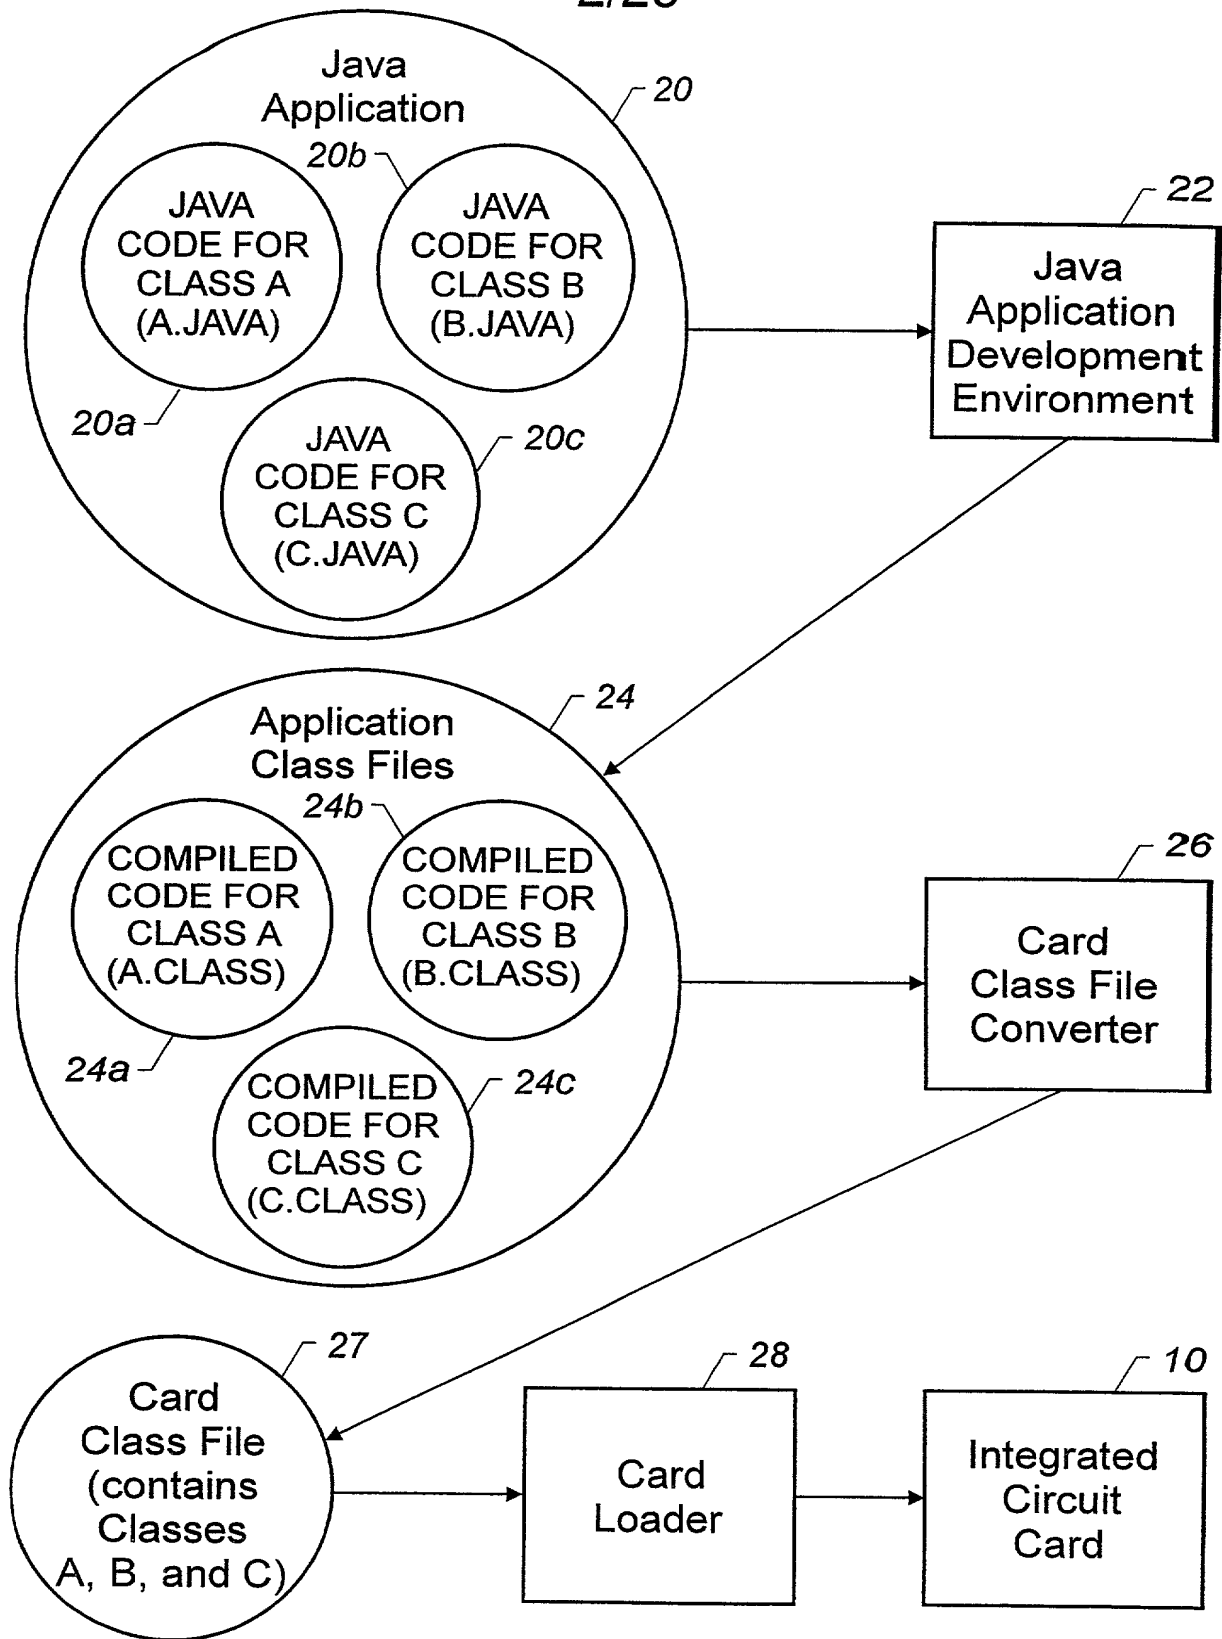 Java
Application
20
20b
JAVA
CODE FOR
CLASS A
(A.JAVA)
JAVA
CODE FOR
CLASS B
(B.JAVA)
20a
JAVA
CODE FOR
CLASS C
(C.JAVA)
20c
22
Java
Application
Development
Environment
24
Application
Class Files
24b
COMPILED
CODE FOR
CLASS A
(A.CLASS)
COMPILED
CODE FOR
CLASS B
(B.CLASS)
24a
COMPILED
CODE FOR
CLASS C
(C.CLASS)
24c
26
Card
Class File
Converter
27
Card
Class File
(contains
Classes
A, B, and C)
28
Card
Loader
10
Integrated
Circuit
Card